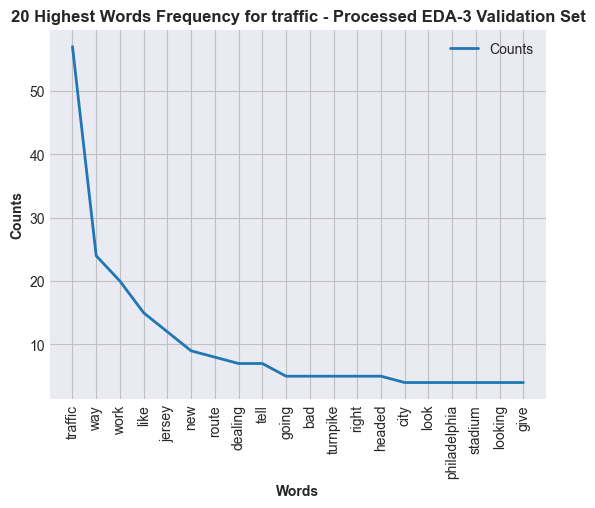 20 Highest Words Frequency for traffic - Processed EDA-3 Validation Set
Counts
Counts
50
40
30
20
10
traffic
way
work
like
jersey
new
route
dealing
tell
going
bad
turnpike
right
headed
city
look
philadelphia
stadium
looking
give
Words